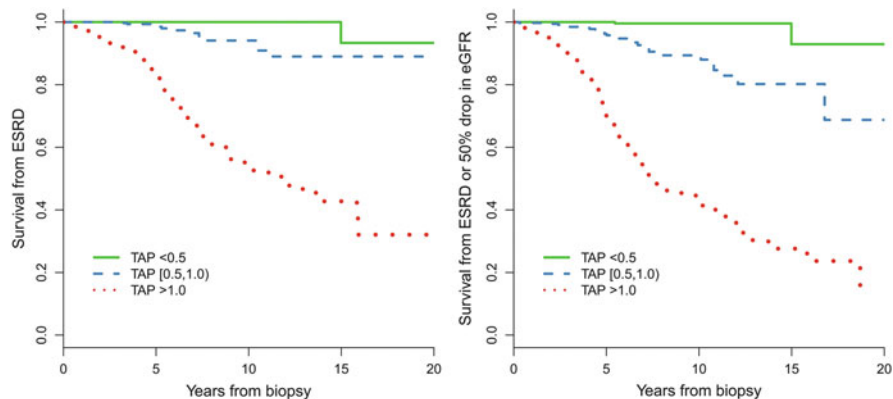 Survival from ESRD
1.0
0.8
0.6
0.4
0.2
0.0
TAP <0.5
TAP [0.5,1.0)
TAP >1.0
0 5 10 15 20
Years from biopsy
Survival from ESRD or 50% drop in eGFR
1.0
0.8
0.6
0.4
0.2
0.0
TAP <0.5
TAP [0.5,1.0)
TAP >1.0
0 5 10 15 20
Years from biopsy